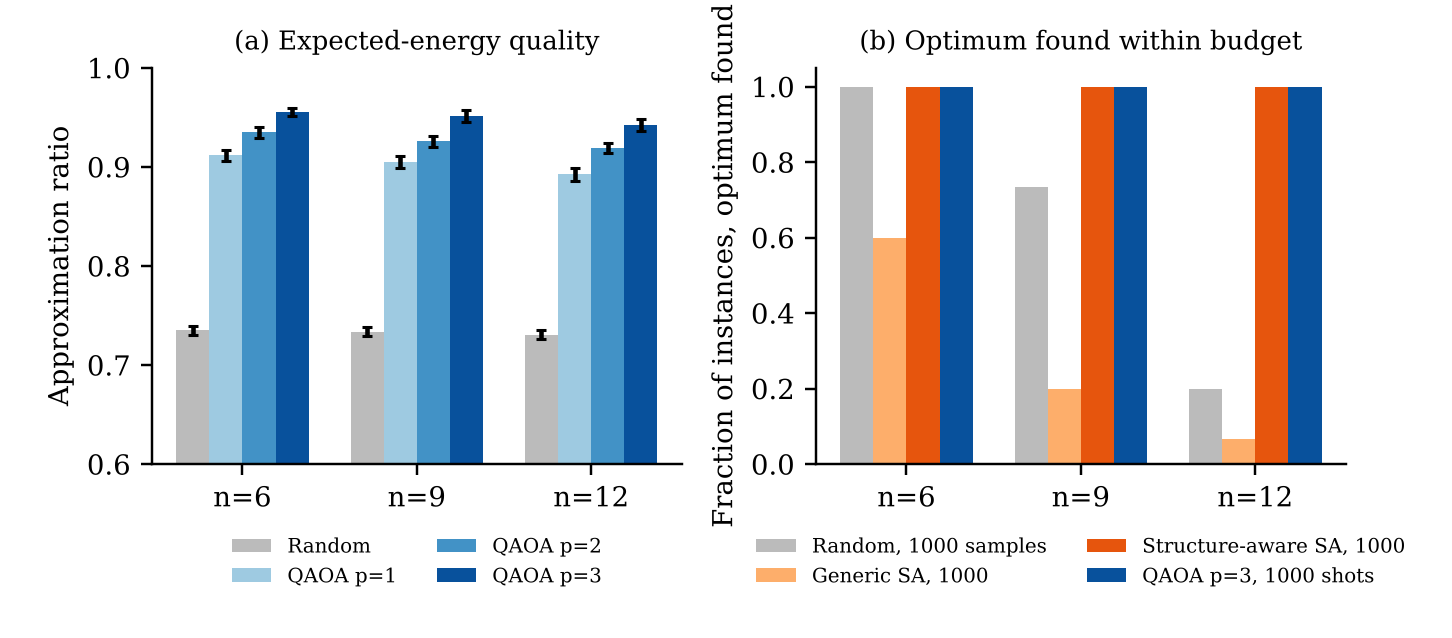 (a) Expected-energy quality
Approximation ratio
1.0
0.9
0.8
0.7
0.6
n=6
n=9
n=12
Random
QAOA p=1
QAOA p=2
QAOA p=3
(b) Optimum found within budget
Fraction of instances, optimum found
1.0
0.8
0.6
0.4
0.2
0.0
n=6
n=9
n=12
Random, 1000 samples
Generic SA, 1000
Structure-aware SA, 1000
QAOA p=3, 1000 shots